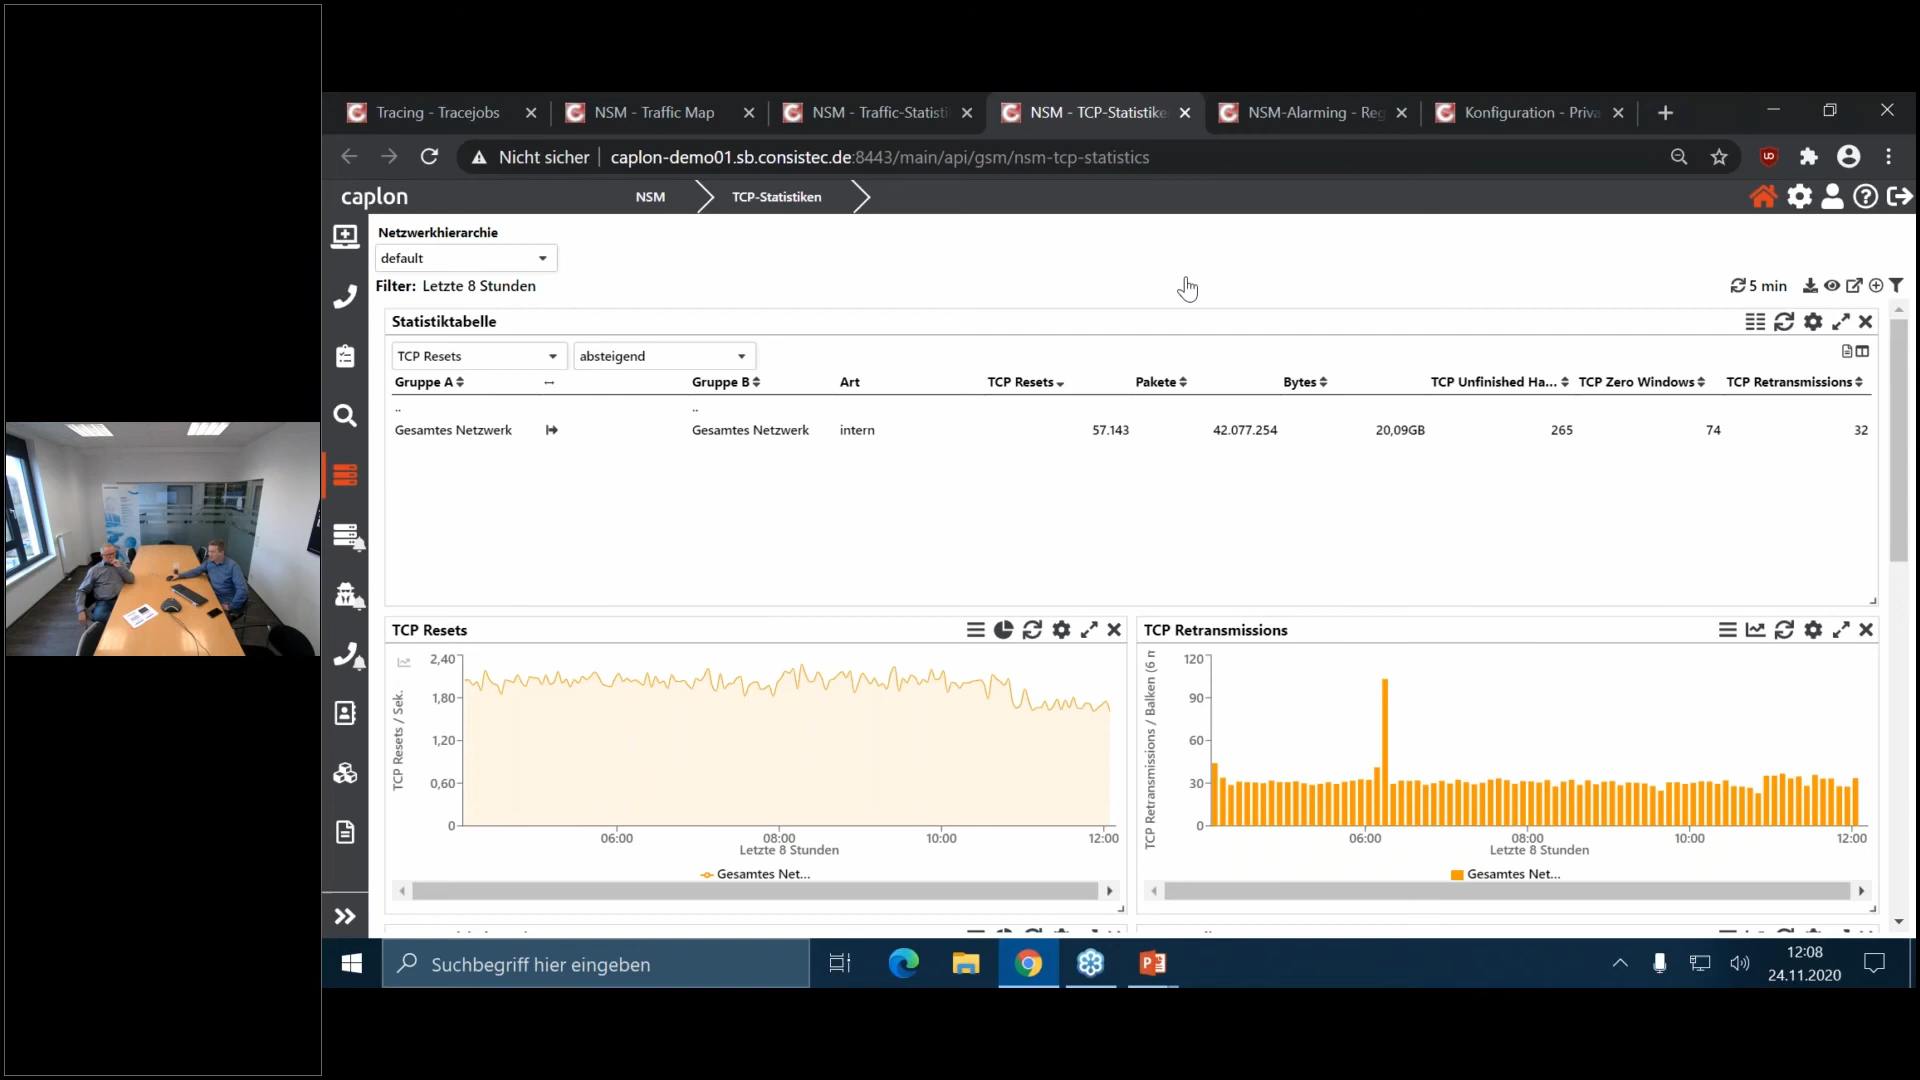 Tracing - Tracejobs
NSM - Traffic Map
NSM - Traffic-Statisti
NSM - TCP-Statistike
NSM-Alarming - Reg
Konfiguration - Priva
Nicht sicher
caplon-demo01.sb.consistec.de:8443/main/api/gsm/nsm-tcp-statistics
caplon
NSM
TCP-Statistiken
Netzwerkhierarchie
default
Filter: Letzte 8 Stunden
5 min
Statistiktabelle
TCP Resets
absteigend
Gruppe A
Gruppe B
Art
TCP Resets
Pakete
Bytes
TCP Unfinished Ha...
TCP Zero Windows
TCP Retransmissions
..
..
Gesamtes Netzwerk
Gesamtes Netzwerk
intern
57.143
42.077.254
20,09GB
265
74
32
TCP Resets
TCP Resets / Sek.
2,40
1,80
1,20
0,60
0
06:00
08:00
10:00
12:00
Letzte 8 Stunden
Gesamtes Net...
TCP Retransmissions
TCP Retransmissions / Balken (6 m
120
90
60
30
0
06:00
08:00
10:00
12:00
Letzte 8 Stunden
Gesamtes Net...
Suchbegriff hier eingeben
12:08
24.11.2020